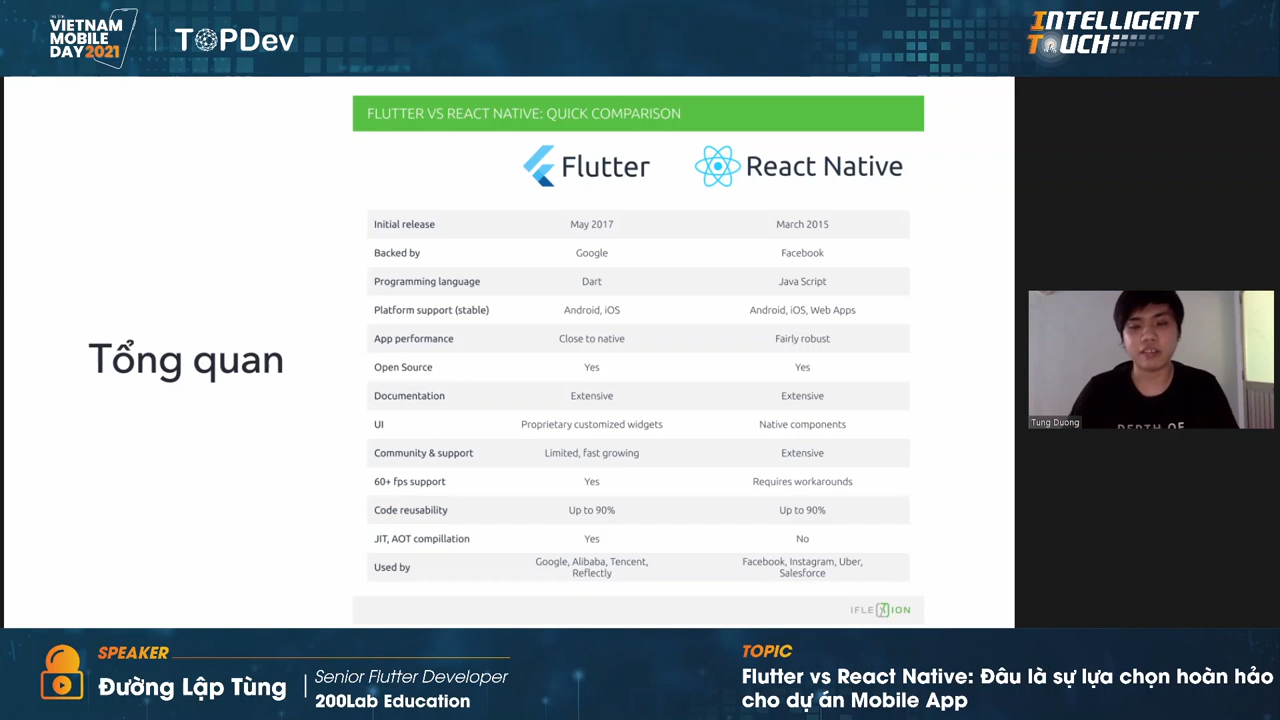 VIETNAM
MOBILE
DAY 2021
TOPDev
INTELLIGENT
TOUCH
FLUTTER VS REACT NATIVE: QUICK COMPARISON
Flutter React Native
Initial release May 2017 March 2015
Backed by Google Facebook
Programming language Dart Java Script
Platform support (stable) Android, iOS Android, iOS, Web Apps
App performance Close to native Fairly robust
Open Source Yes Yes
Documentation Extensive Extensive
UI Proprietary customized widgets Native components
Community & support Limited, fast growing Extensive
60+ fps support Yes Requires workarounds
Code reusability Up to 90% Up to 90%
JIT, AOT compillation Yes No
Used by Google, Alibaba, Tencent, Facebook, Instagram, Uber,
Reflectly Salesforce
IFLEXION
Tổng quan
DEPTH OF
Tung Duong
SPEAKER
Đường Lập Tùng
Senior Flutter Developer
200Lab Education
TOPIC
Flutter vs React Native: Đâu là sự lựa chọn hoàn hảo
cho dự án Mobile App